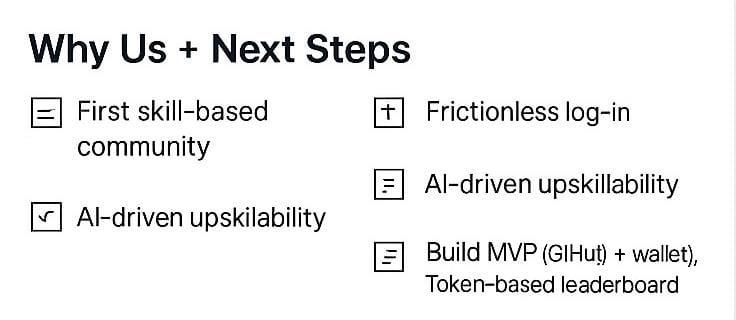 Why Us + Next Steps
First skill-based
community
AI-driven upskilability
Frictionless log-in
AI-driven upskillability
Build MVP (GIHuţ) + wallet),
Token-based leaderboard